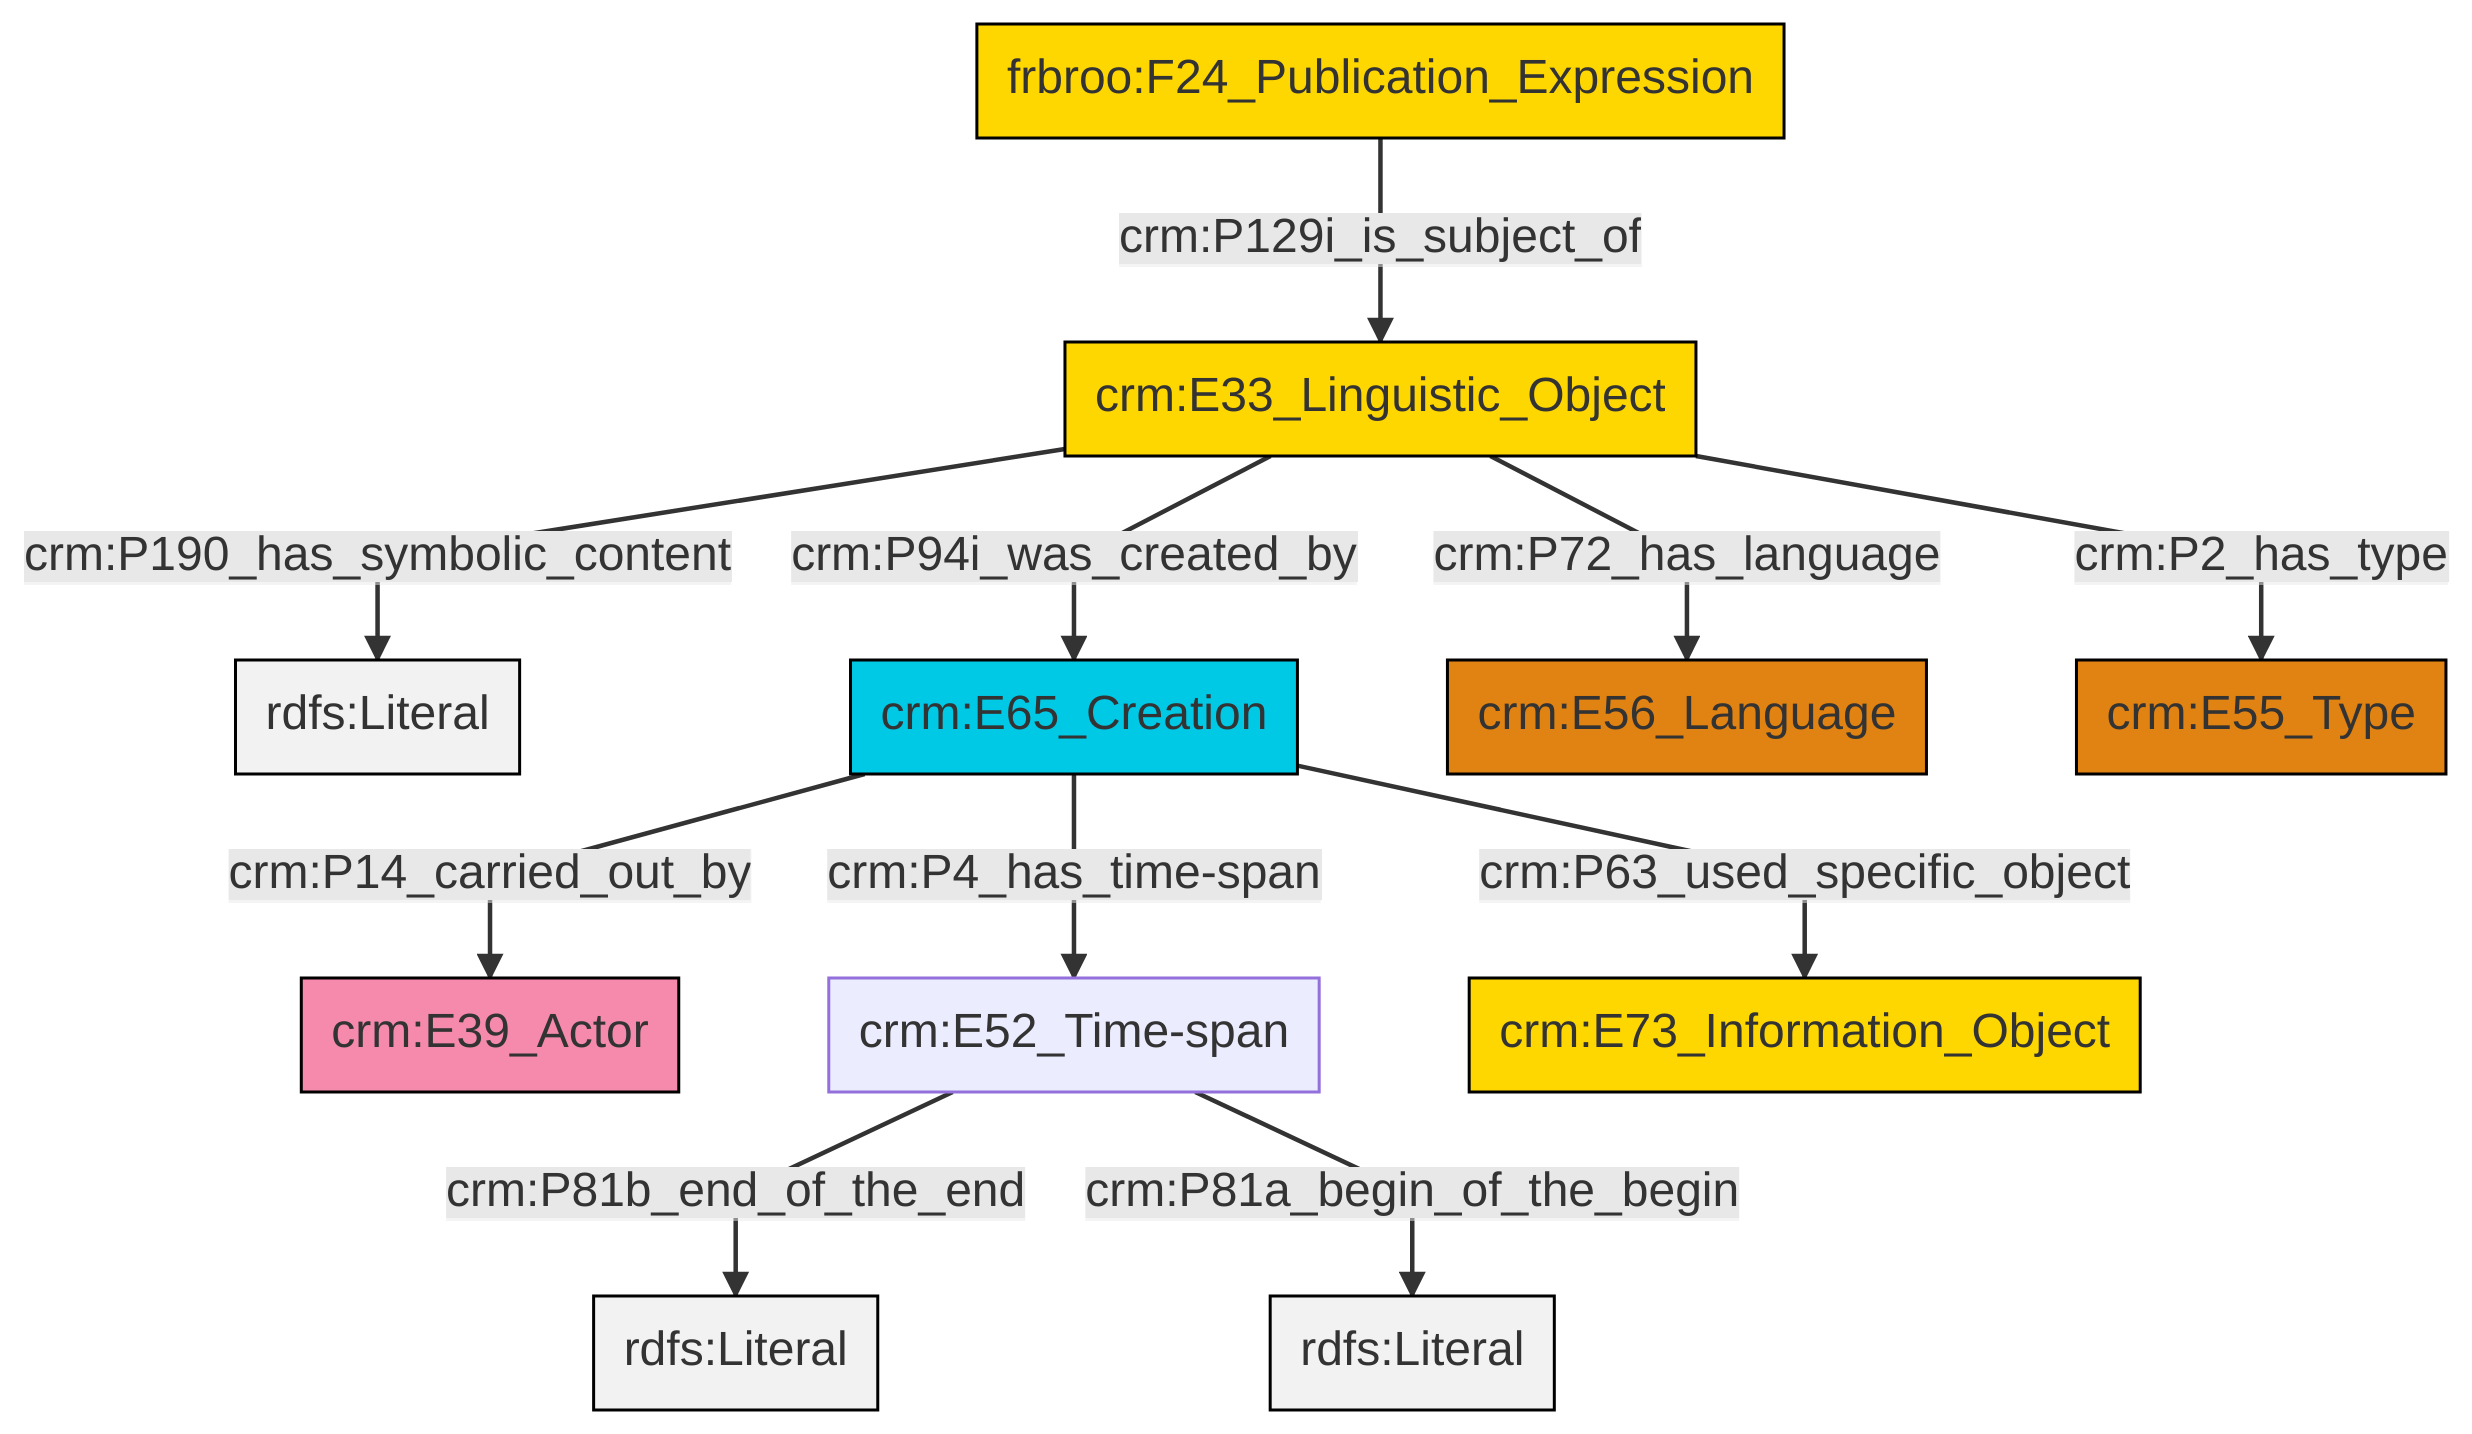 frbroo:F24_Publication_Expression
crm:P129i_is_subject_of
crm:E33_Linguistic_Object
crm:P190_has_symbolic_content
crm:P94i_was_created_by
crm:P72_has_language
crm:P2_has_type
rdfs:Literal
crm:E65_Creation
crm:E56_Language
crm:E55_Type
crm:P14_carried_out_by
crm:P4_has_time-span
crm:P63_used_specific_object
crm:E39_Actor
crm:E52_Time-span
crm:E73_Information_Object
crm:P81b_end_of_the_end
crm:P81a_begin_of_the_begin
rdfs:Literal
rdfs:Literal